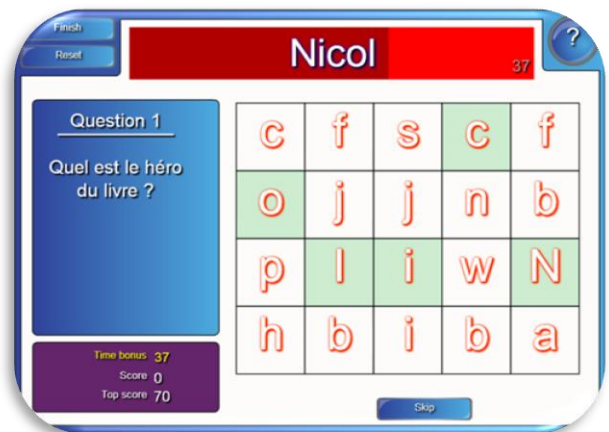 Finish
Reset
Nicol
37
?
Question 1
Quel est le héro
du livre ?
c f s c f
o j j n b
p l i w N
h b i b a
Time bonus 37
Score 0
Top score 70
Skip